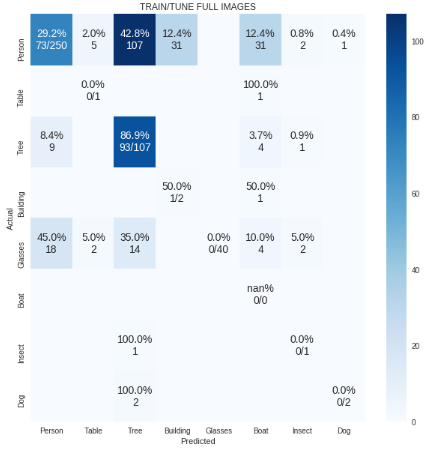 TRAIN/TUNE FULL IMAGES
Person
29.2% 2.0% 42.8% 12.4% 12.4% 0.8% 0.4%
73/250 5 107 31 31 2 1
100
Table
0.0% 100.0%
0/1 1
80
Tree
8.4% 86.9% 3.7% 0.9%
9 93/107 4 1
60
Building
50.0% 50.0%
1/2 1
Actual
Glasses
45.0% 5.0% 35.0% 0.0% 10.0% 5.0%
18 2 14 0/40 4 2
40
Boat
nan%
0/0
20
Insect
100.0% 0.0%
1 0/1
Dog
100.0% 0.0%
2 0/2
0
Person Table Tree Building Glasses Boat Insect Dog
Predicted